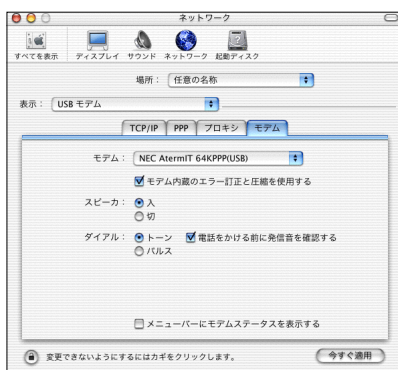 ネットワーク
すべてを表示 ディスプレイ サウンド ネットワーク 起動ディスク
場所： 任意の名称
表示： USB モデム
TCP/IP PPP プロキシ モデム
モデム： NEC AtermIT 64KPPP(USB)
モデム内蔵のエラー訂正と圧縮を使用する
スピーカ： 入
切
ダイアル： トーン 電話をかける前に発信音を確認する
パルス
メニューバーにモデムステータスを表示する
変更できないようにするにはカギをクリックします。 今すぐ適用